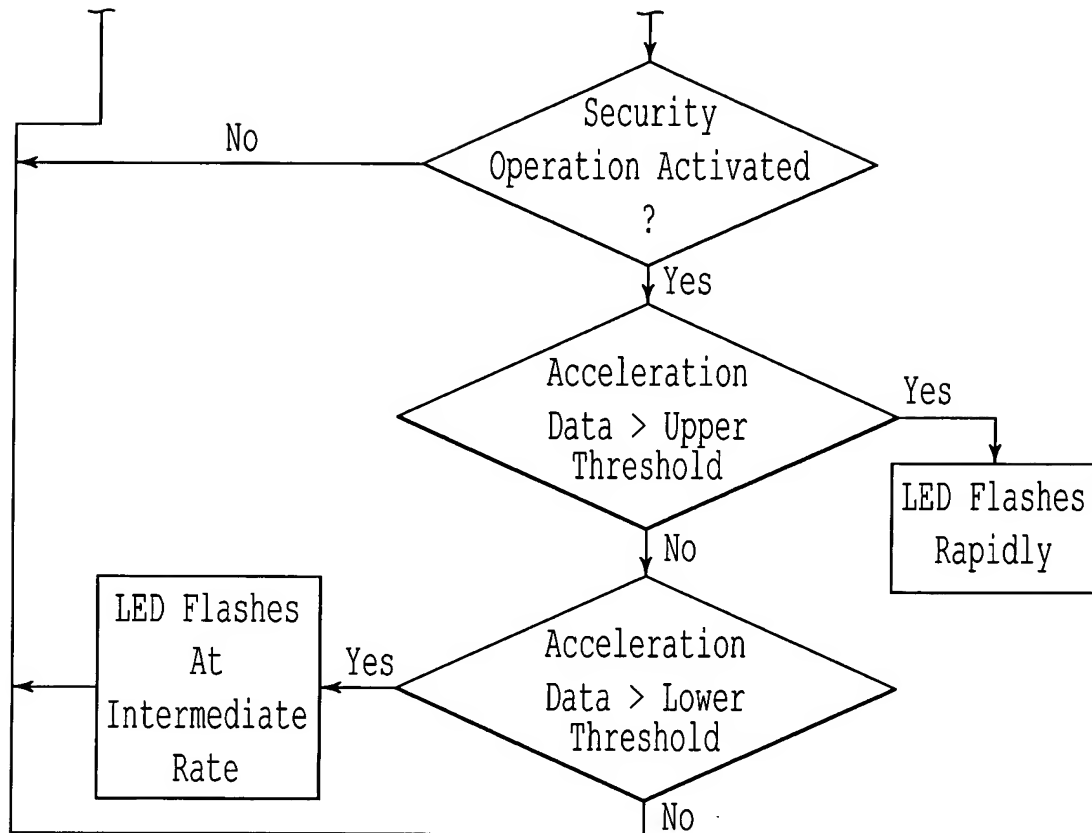 Security
Operation Activated
?
No
Yes
Acceleration
Data > Upper
Threshold
Yes
LED Flashes
Rapidly
No
Acceleration
Data > Lower
Threshold
Yes
LED Flashes
At
Intermediate
Rate
No